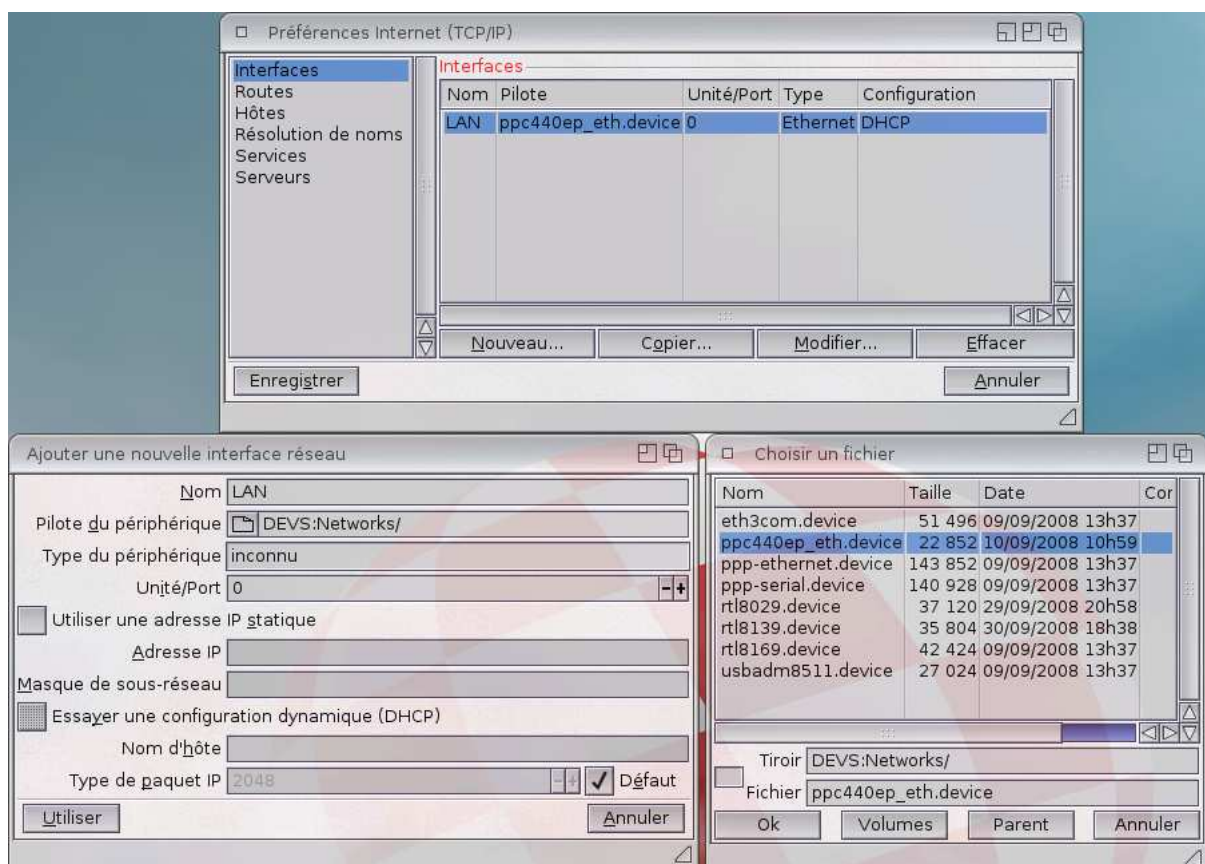 Préférences Internet (TCP/IP)
Interfaces
Routes
Hôtes
Résolution de noms
Services
Serveurs
Interfaces
Nom Pilote Unité/Port Type Configuration
LAN ppc440ep_eth.device 0 Ethernet DHCP
Nouveau... Copier... Modifier... Effacer
Enregistrer Annuler
Ajouter une nouvelle interface réseau
Nom LAN
Pilote du périphérique DEVS:Networks/
Type du périphérique inconnu
Unité/Port 0
Utiliser une adresse IP statique
Adresse IP
Masque de sous-réseau
Essayer une configuration dynamique (DHCP)
Nom d'hôte
Type de paquet IP 2048 Défaut
Utiliser Annuler
Choisir un fichier
Nom Taille Date Cor
eth3com.device 51 496 09/09/2008 13h37
ppc440ep_eth.device 22 852 10/09/2008 10h59
ppp-ethernet.device 143 852 09/09/2008 13h37
ppp-serial.device 140 928 09/09/2008 13h37
rtl8029.device 37 120 29/09/2008 20h58
rtl8139.device 35 804 30/09/2008 18h38
rtl8169.device 42 424 09/09/2008 13h37
usbadm8511.device 27 024 09/09/2008 13h37
Tiroir DEVS:Networks/
Fichier ppc440ep_eth.device
Ok Volumes Parent Annuler